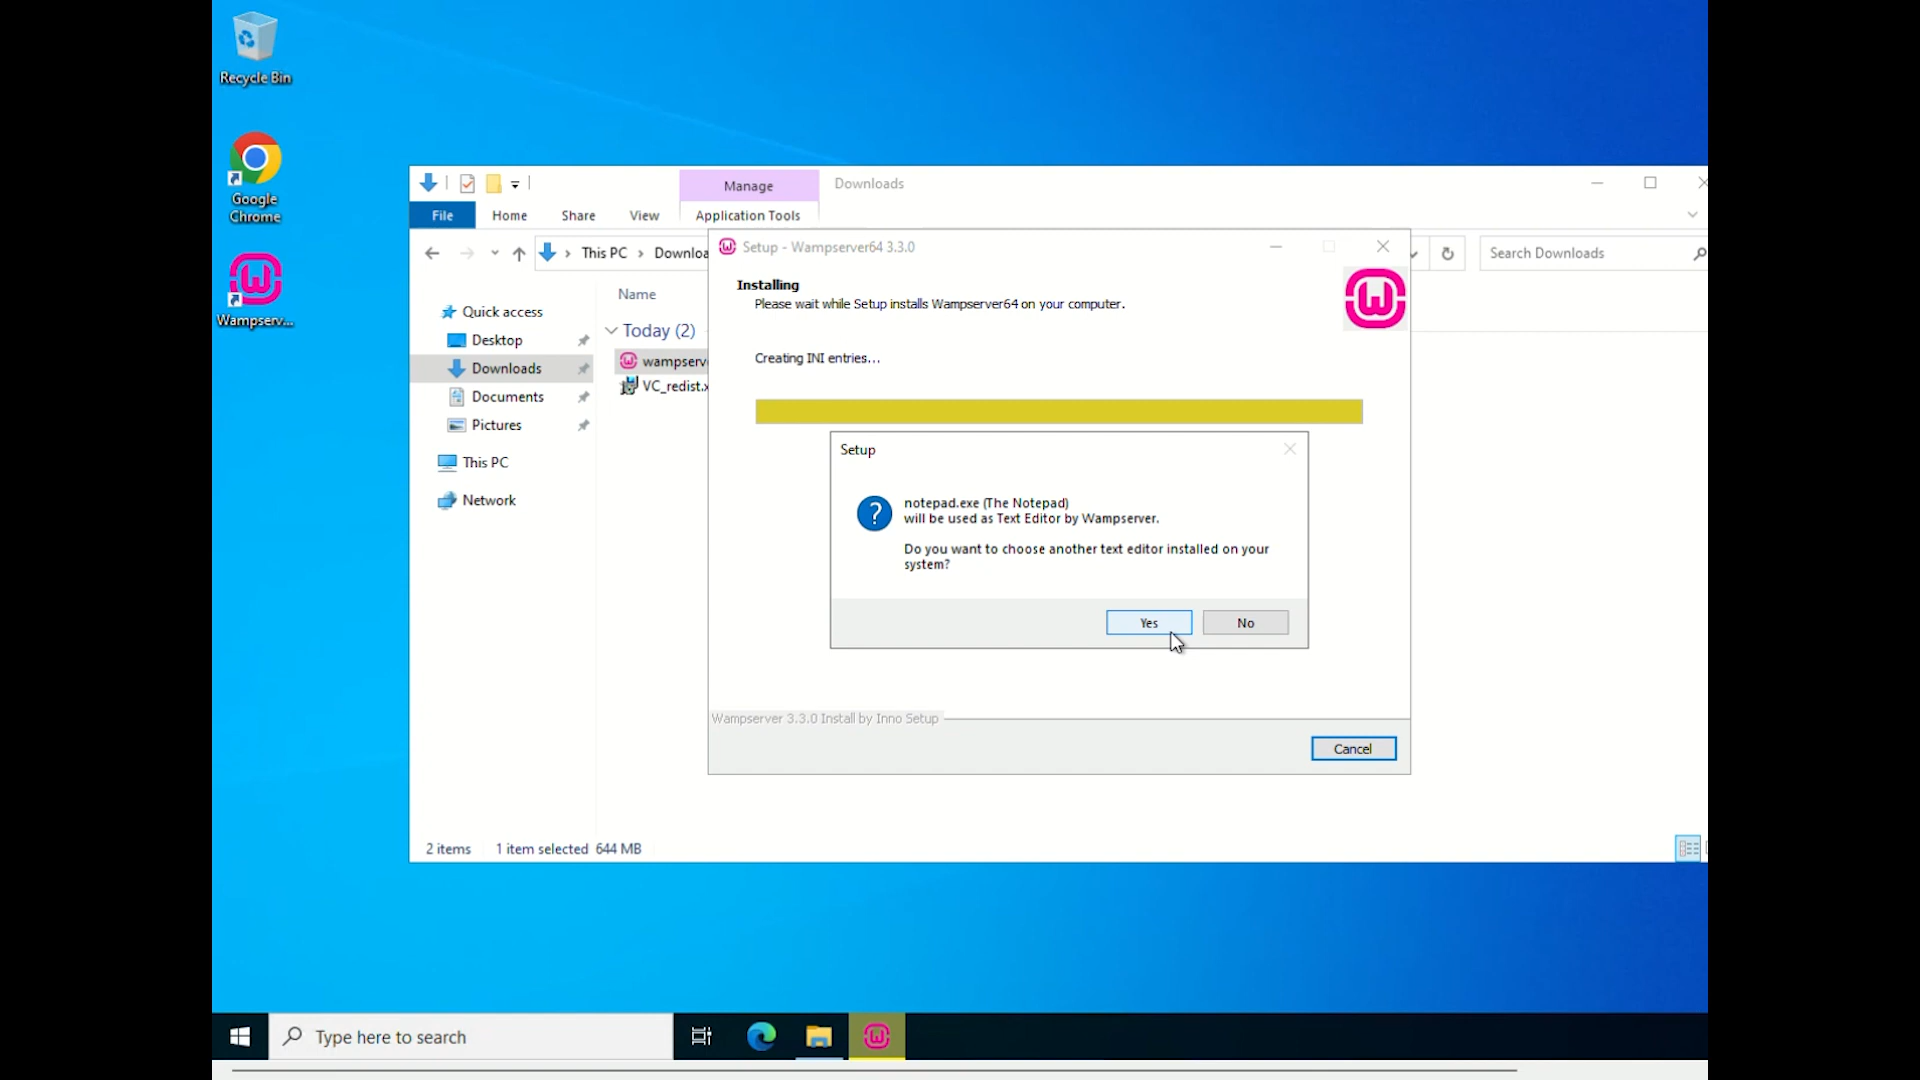 Recycle Bin
Google
Chrome
Wampserv...
Manage
Downloads
File
Home
Share
View
Application Tools
This PC
Search Downloads
Setup - Wampserver64 3.3.0
Installing
Please wait while Setup installs Wampserver64 on your computer.
Name
Quick access
Today (2)
Desktop
Creating INI entries...
Downloads
Documents
Pictures
Setup
This PC
Network
notepad.exe (The Notepad)
will be used as Text Editor by Wampserver.
Do you want to choose another text editor installed on your
system?
Yes
No
Wampserver 3.3.0 Install by Inno Setup
Cancel
2 items
1 item selected 644 MB
Type here to search